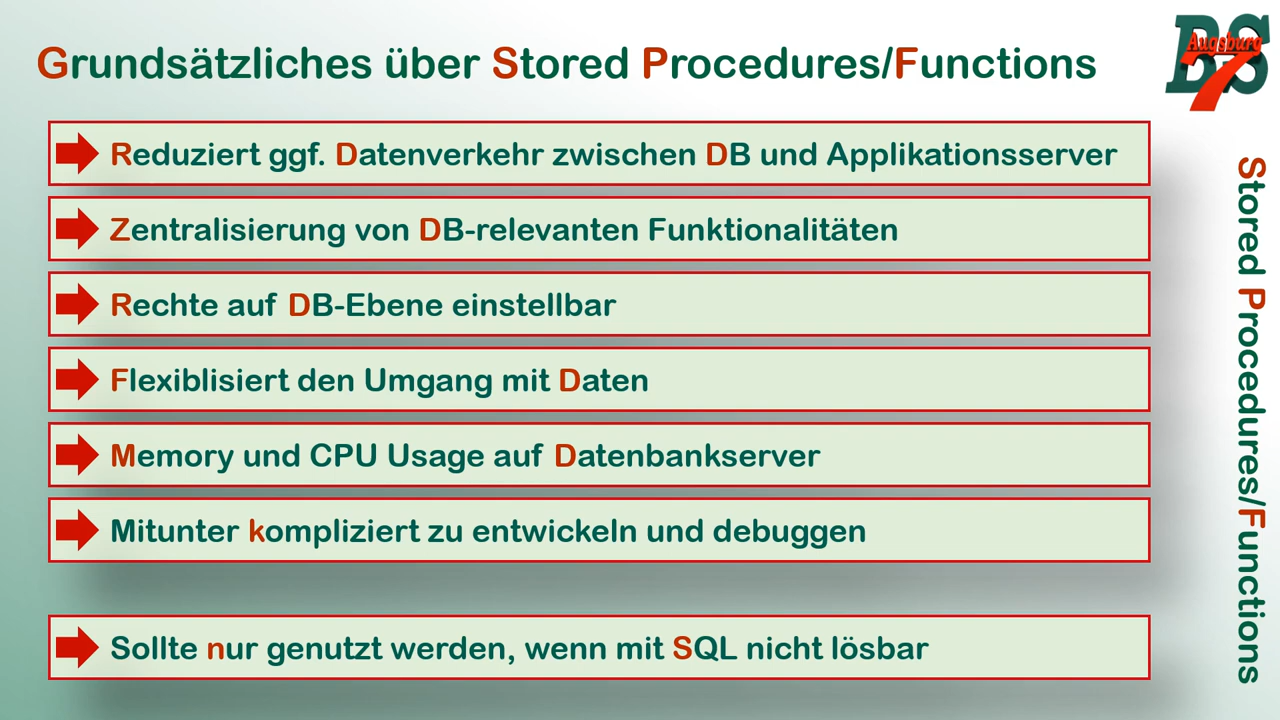 Grundsätzliches über Stored Procedures/Functions
BS
Augsburg
7
Reduziert ggf. Datenverkehr zwischen DB und Applikationsserver
Zentralisierung von DB-relevanten Funktionalitäten
Rechte auf DB-Ebene einstellbar
Flexiblisiert den Umgang mit Daten
Memory und CPU Usage auf Datenbankserver
Mitunter kompliziert zu entwickeln und debuggen
Sollte nur genutzt werden, wenn mit SQL nicht lösbar
Stored Procedures/Functions